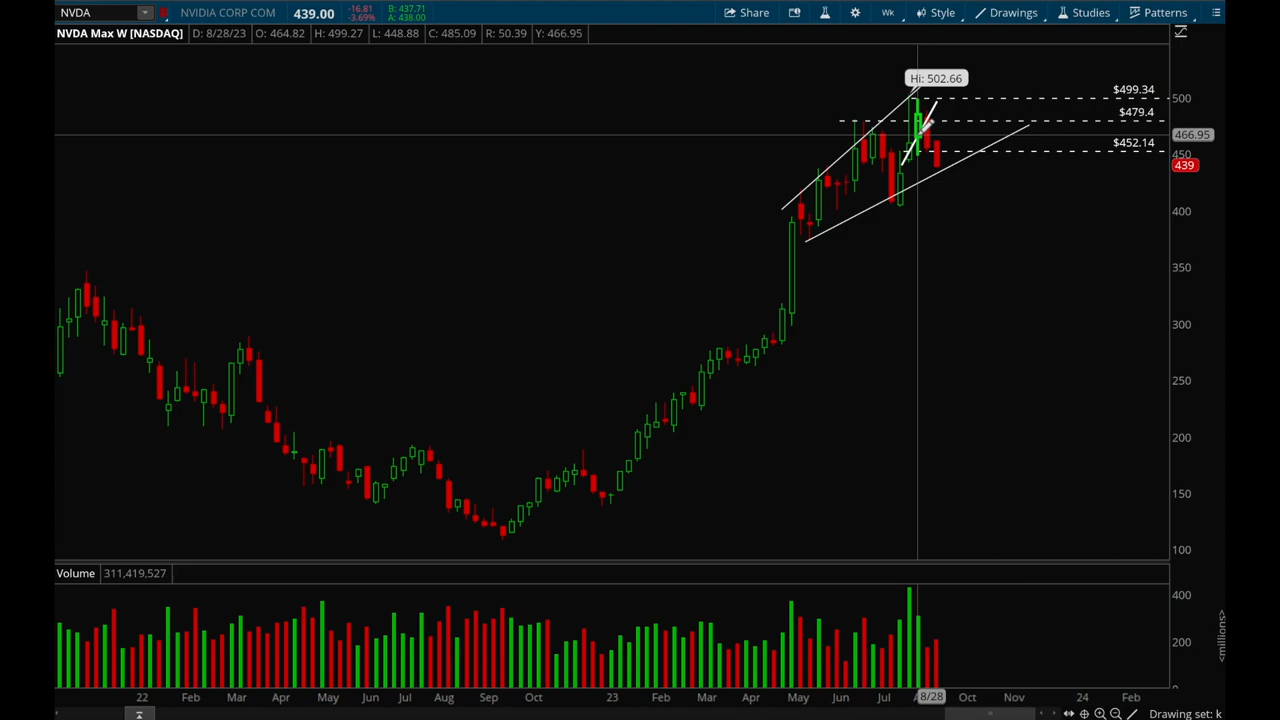 NVDA NVIDIA CORP COM 439.00 -16.81 -3.69% B: 437.71 A: 438.00 Share Wk Style Drawings Studies Patterns
NVDA Max W [NASDAQ] D: 8/28/23 O: 464.82 H: 499.27 L: 448.88 C: 485.09 R: 50.39 Y: 466.95
Hi: 502.66
$499.34
500
$479.4
466.95
$452.14
450
439
400
350
300
250
200
150
100
Volume 311,419,527
400
200
<millions>
22 Feb Mar Apr May Jun Jul Aug Sep Oct 23 Feb Mar Apr May Jun Jul 8/28 Oct Nov 24 Feb
Drawing set: k